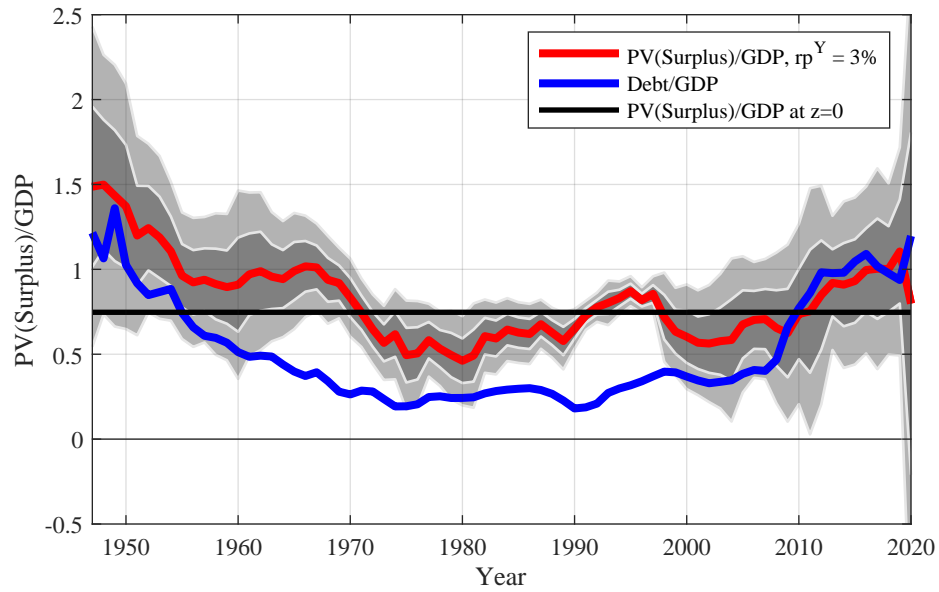 2.5
2
1.5
1
0.5
0
-0.5
PV(Surplus)/GDP
PV(Surplus)/GDP, rp^Y = 3%
Debt/GDP
PV(Surplus)/GDP at z=0
1950 1960 1970 1980 1990 2000 2010 2020
Year